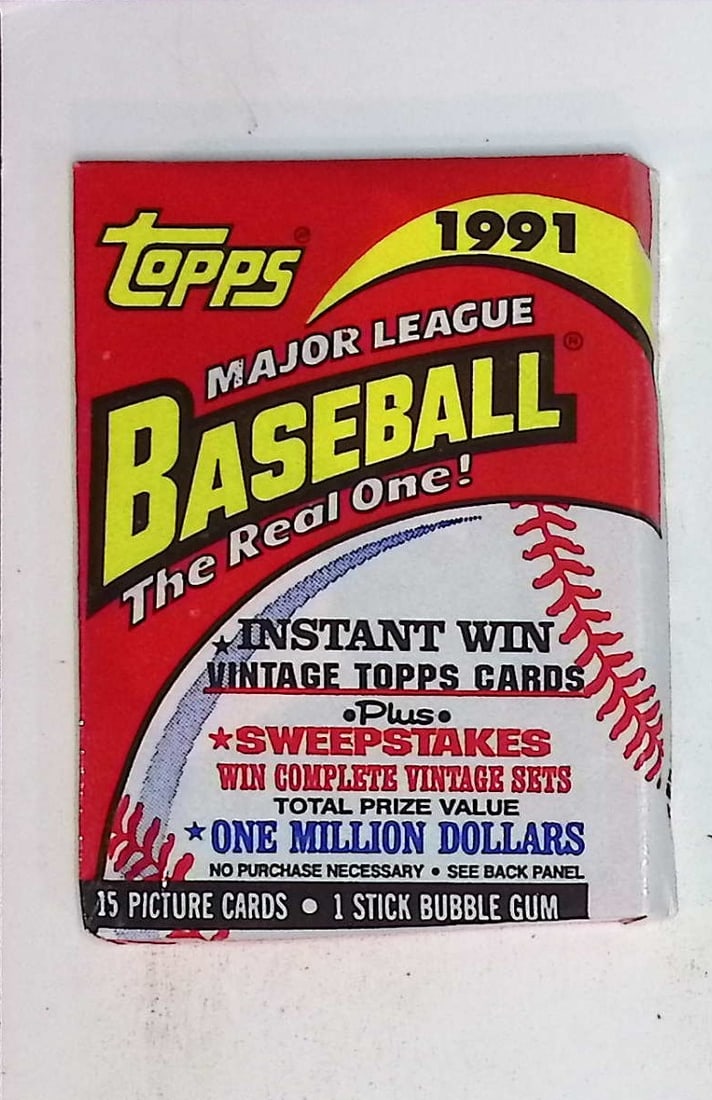 Topps®
1991
MAJOR LEAGUE
BASEBALL®
The Real One!
★INSTANT WIN
VINTAGE TOPPS CARDS
•Plus•
★SWEEPSTAKES
WIN COMPLETE VINTAGE SETS
TOTAL PRIZE VALUE
★ONE MILLION DOLLARS
NO PURCHASE NECESSARY • SEE BACK PANEL
15 PICTURE CARDS • 1 STICK BUBBLE GUM